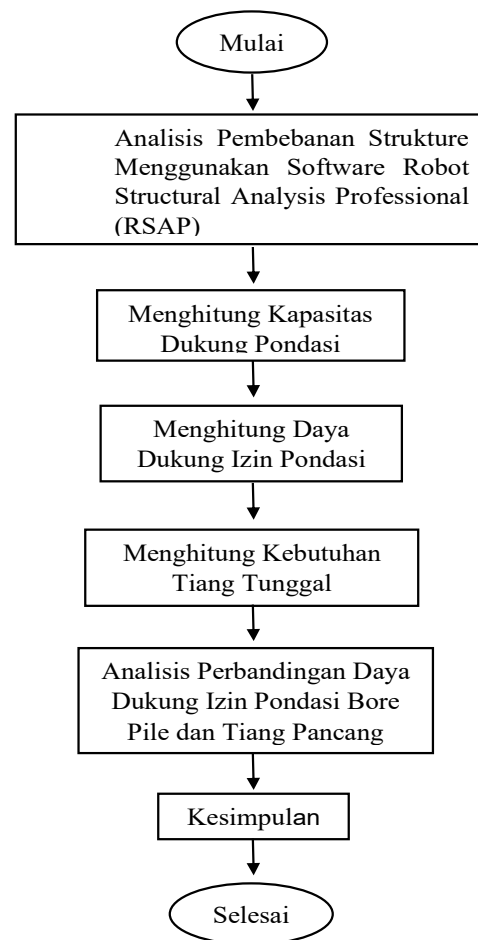 Mulai
Analisis Pembebanan Strukture
Menggunakan Software Robot
Structural Analysis Professional
(RSAP)
Menghitung Kapasitas
Dukung Pondasi
Menghitung Daya
Dukung Izin Pondasi
Menghitung Kebutuhan
Tiang Tunggal
Analisis Perbandingan Daya
Dukung Izin Pondasi Bore
Pile dan Tiang Pancang
Kesimpulan
Selesai